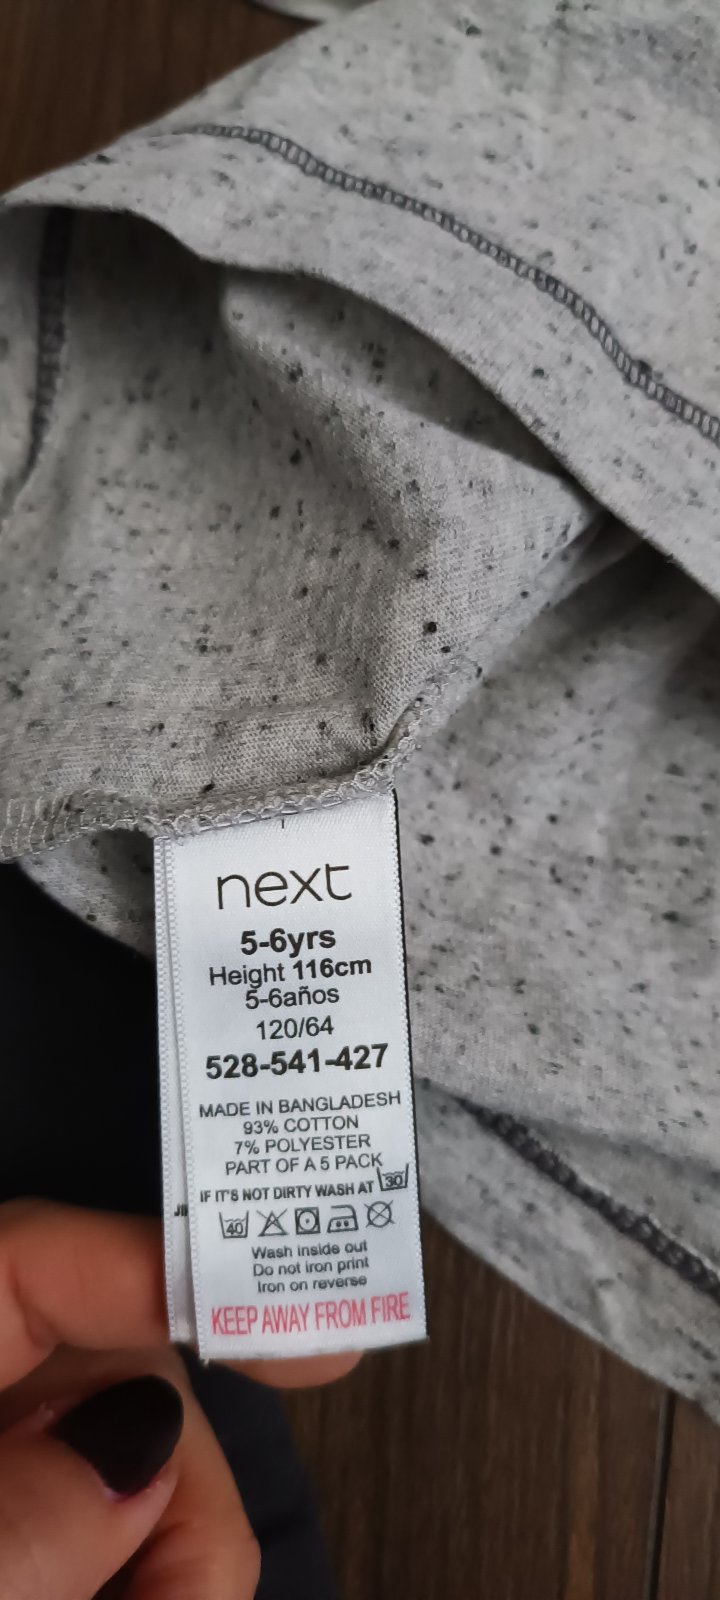 next
5-6yrs
Height 116cm
5-6años
120/64
528-541-427
MADE IN BANGLADESH
93% COTTON
7% POLYESTER
PART OF A 5 PACK
IF IT'S NOT DIRTY WASH AT 30
40
Wash inside out
Do not iron print
Iron on reverse
KEEP AWAY FROM FIRE